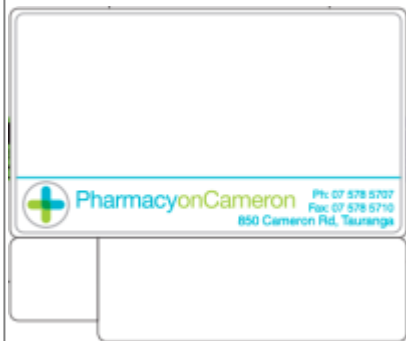 PharmacyonCameron
Ph: 07 578 5707
Fax: 07 578 5710
850 Cameron Rd, Tauranga